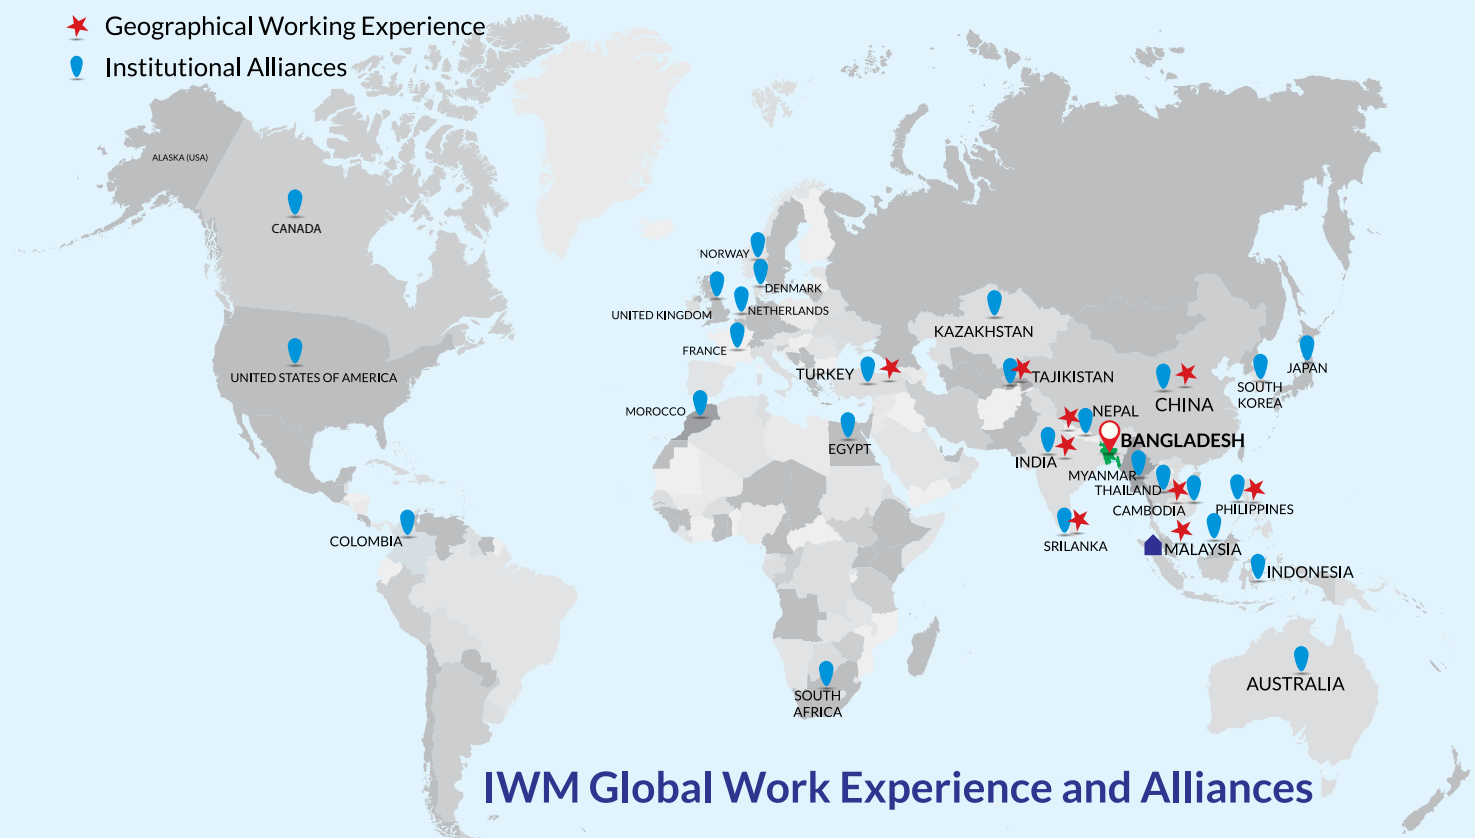 Geographical Working Experience
Institutional Alliances
ALASKA (USA)
CANADA
NORWAY
DENMARK
UNITED KINGDOM
NETHERLANDS
KAZAKHSTAN
FRANCE
UNITED STATES OF AMERICA
TURKEY
TAJIKISTAN
JAPAN
SOUTH
KOREA
CHINA
MOROCCO
NEPAL
BANGLADESH
EGYPT
INDIA
MYANMAR
THAILAND
CAMBODIA
PHILIPPINES
COLOMBIA
SRILANKA
MALAYSIA
INDONESIA
AUSTRALIA
SOUTH
AFRICA
IWM Global Work Experience and Alliances